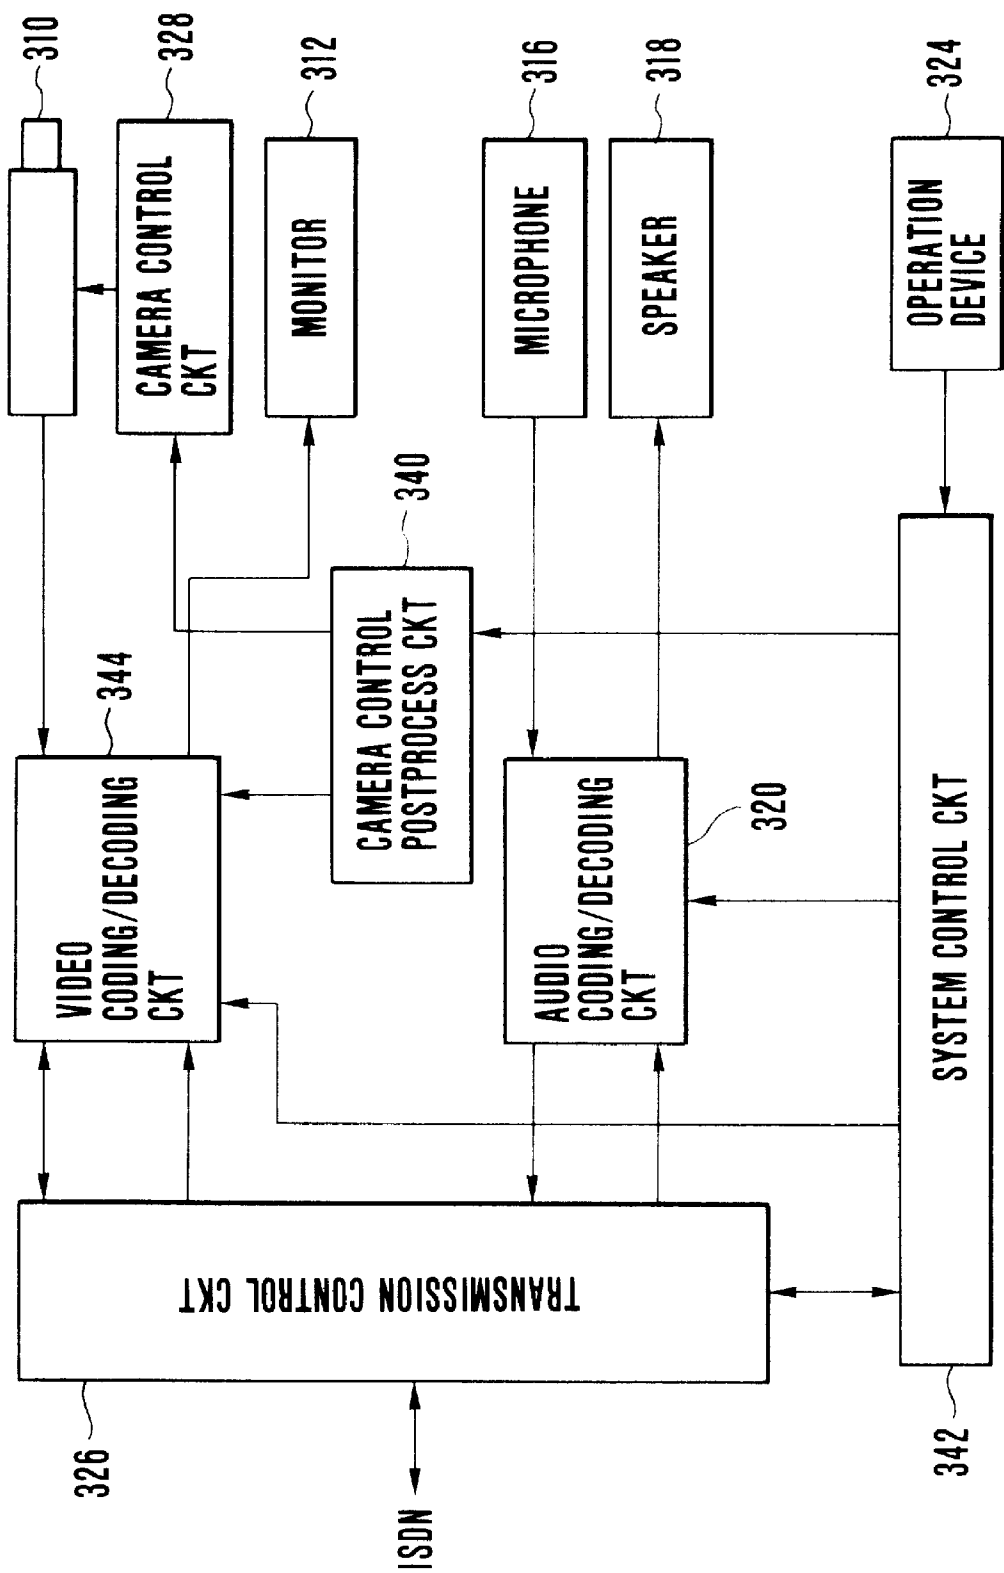 310
CAMERA CONTROL
CKT
328
MONITOR
312
MICROPHONE
316
SPEAKER
318
OPERATION
DEVICE
324
VIDEO
CODING/DECODING
CKT
344
CAMERA CONTROL
POSTPROCESS CKT
340
AUDIO
CODING/DECODING
CKT
320
TRANSMISSION CONTROL CKT
326
SYSTEM CONTROL CKT
342
ISDN